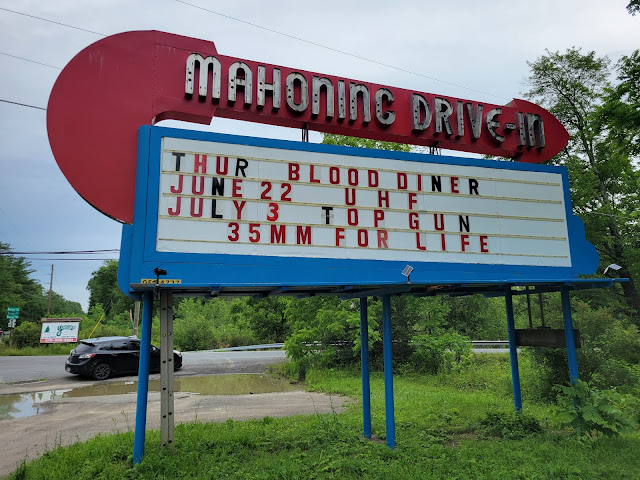 MAHONING DRIVE-IN
THUR BLOOD DINER
JUNE 22 UHF
JULY 3 TOP GUN
35MM FOR LIFE